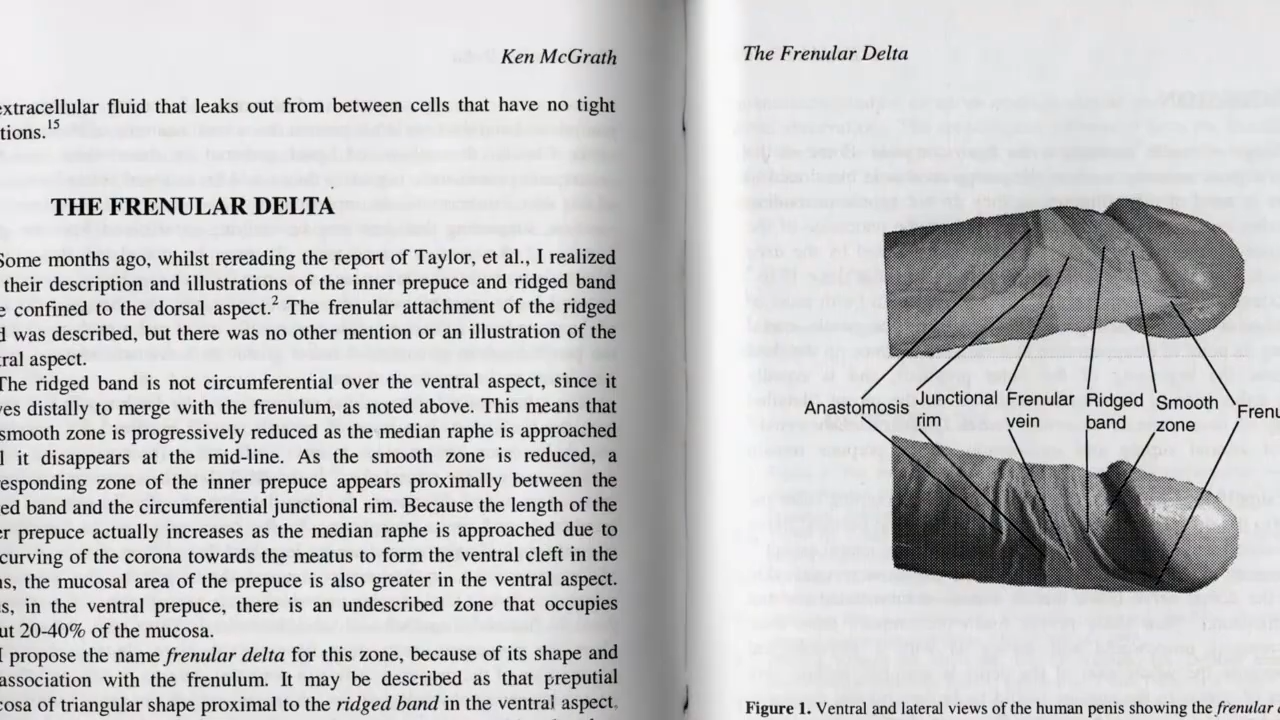 Ken McGrath
extracellular fluid that leaks out from between cells that have no tight
tions.15
THE FRENULAR DELTA
Some months ago, whilst rereading the report of Taylor, et al., I realized
their description and illustrations of the inner prepuce and ridged band
e confined to the dorsal aspect.2 The frenular attachment of the ridged
d was described, but there was no other mention or an illustration of the
tral aspect.
The ridged band is not circumferential over the ventral aspect, since it
es distally to merge with the frenulum, as noted above. This means that
smooth zone is progressively reduced as the median raphe is approached
l it disappears at the mid-line. As the smooth zone is reduced, a
responding zone of the inner prepuce appears proximally between the
ed band and the circumferential junctional rim. Because the length of the
er prepuce actually increases as the median raphe is approached due to
curving of the corona towards the meatus to form the ventral cleft in the
ns, the mucosal area of the prepuce is also greater in the ventral aspect.
s, in the ventral prepuce, there is an undescribed zone that occupies
ut 20-40% of the mucosa.
I propose the name frenular delta for this zone, because of its shape and
association with the frenulum. It may be described as that preputial
cosa of triangular shape proximal to the ridged band in the ventral aspect.
The Frenular Delta
Anastomosis
Junctional rim
Frenular vein
Ridged band
Smooth zone
Frenu
Figure 1. Ventral and lateral views of the human penis showing the frenular